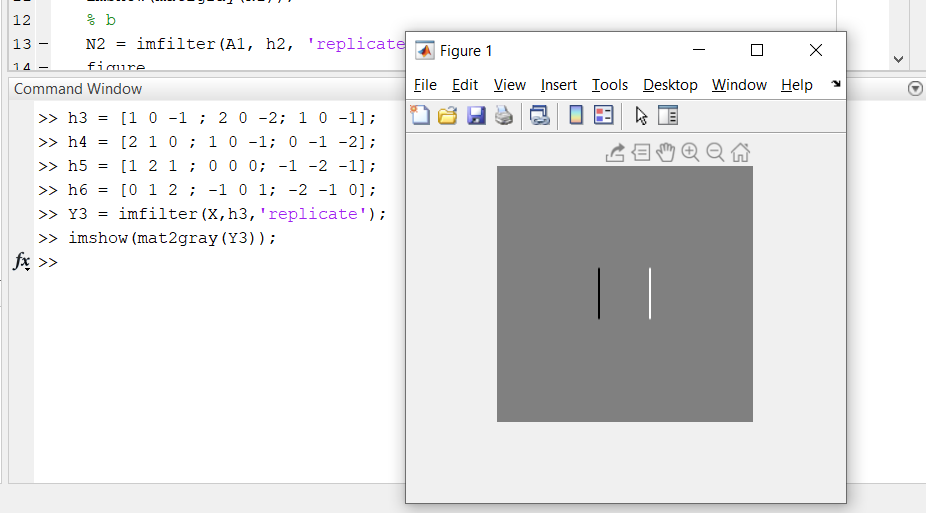 12 % b
13 – N2 = imfilter(A1, h2, 'replicate
14 – figure
Command Window
>> h3 = [1 0 -1 ; 2 0 -2; 1 0 -1];
>> h4 = [2 1 0 ; 1 0 -1; 0 -1 -2];
>> h5 = [1 2 1 ; 0 0 0; -1 -2 -1];
>> h6 = [0 1 2 ; -1 0 1; -2 -1 0];
>> Y3 = imfilter(X,h3,'replicate');
>> imshow(mat2gray(Y3));
fx >>
Figure 1
File Edit View Insert Tools Desktop Window Help